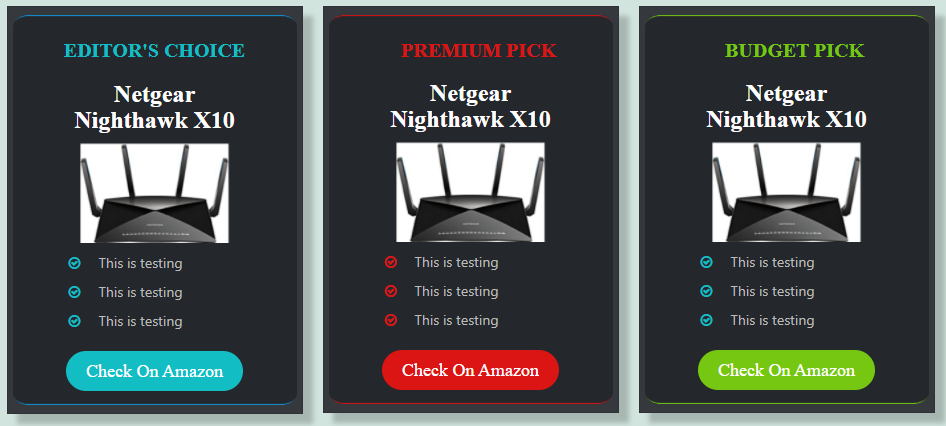 EDITOR'S CHOICE
Netgear
Nighthawk X10
This is testing
This is testing
This is testing
Check On Amazon
PREMIUM PICK
Netgear
Nighthawk X10
This is testing
This is testing
This is testing
Check On Amazon
BUDGET PICK
Netgear
Nighthawk X10
This is testing
This is testing
This is testing
Check On Amazon